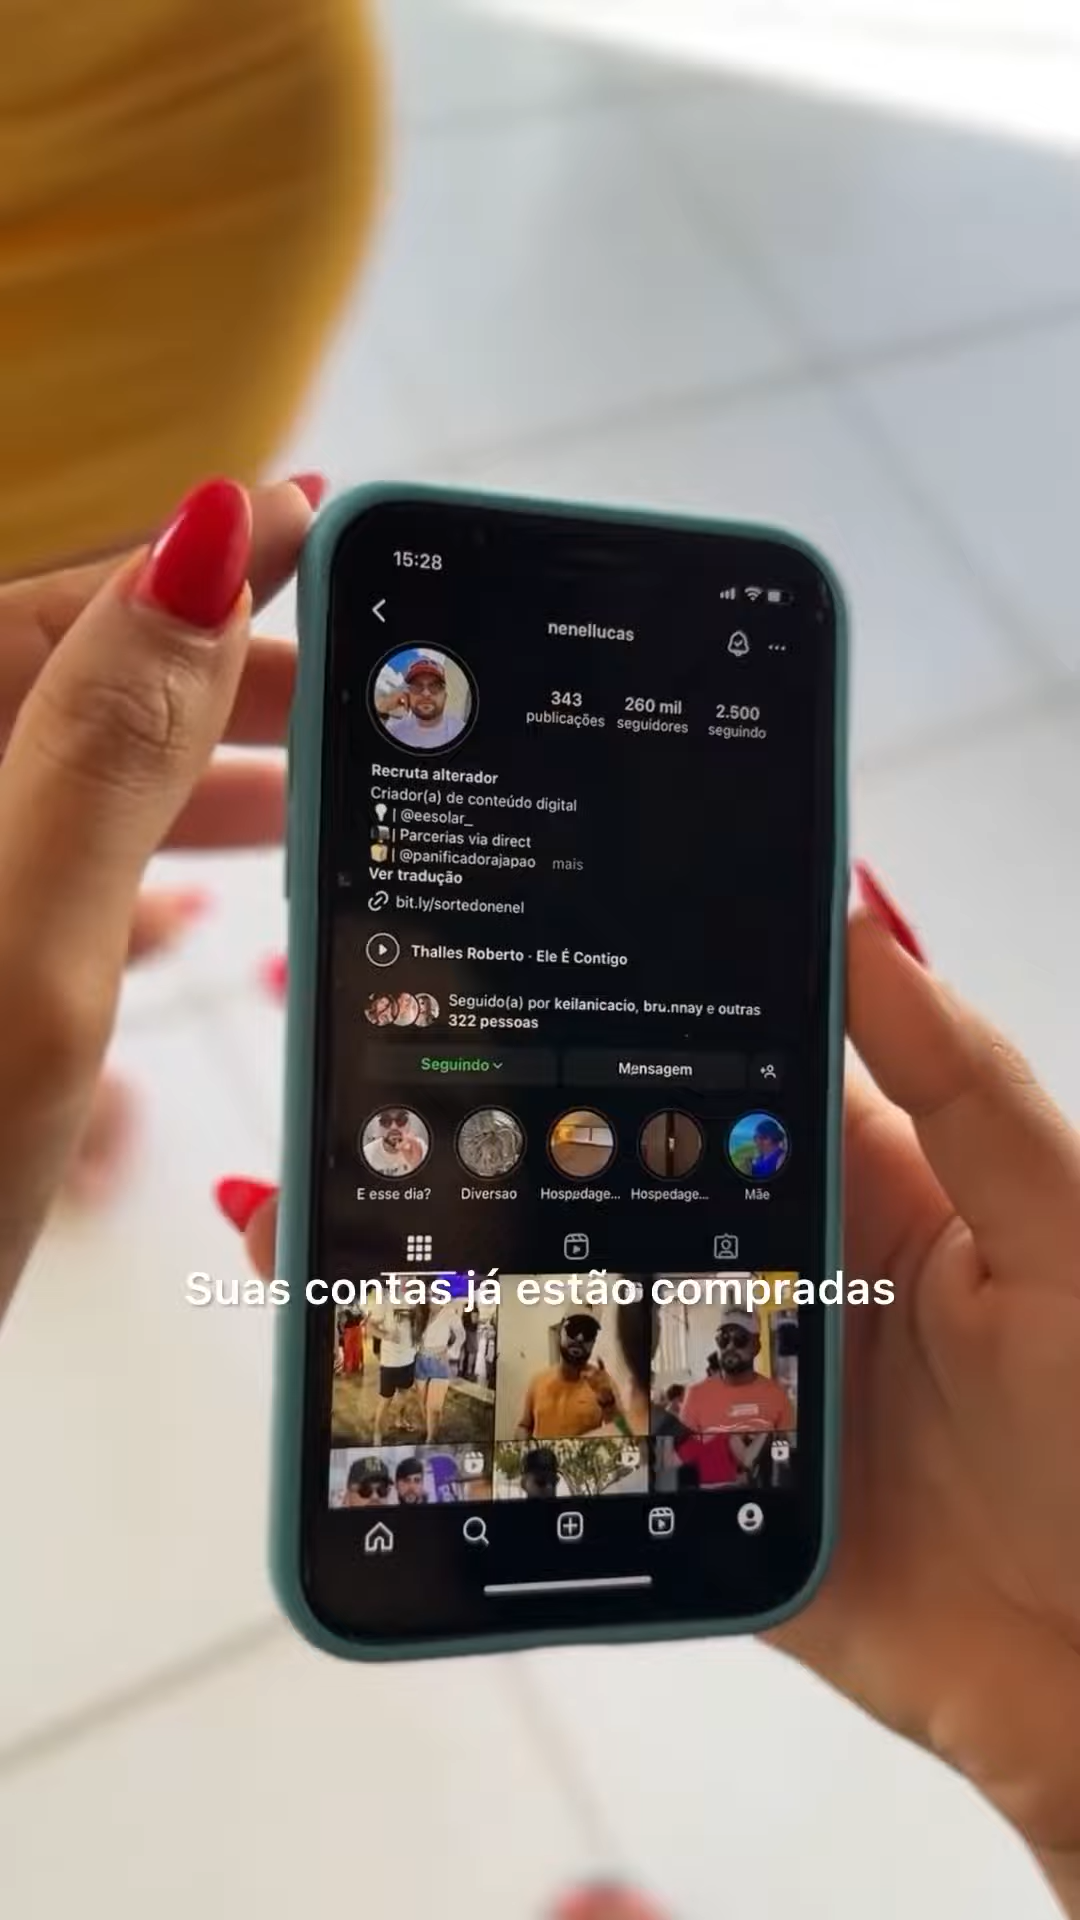 15:28
nenellucas
343 publicações
260 mil seguidores
2.500 seguindo
Recruta alterador
Criador(a) de conteúdo digital
| @eesolar_
| Parcerias via direct
| @panificadorajapao mais
Ver tradução
bit.ly/sortedonenel
Thalles Roberto - Ele É Contigo
Seguido(a) por keilanicacio, bru.nnay e outras
322 pessoas
Seguindo
Mensagem
E esse dia?
Diversao
Hospedage...
Hospedage...
Mãe
Suas contas já estão compradas